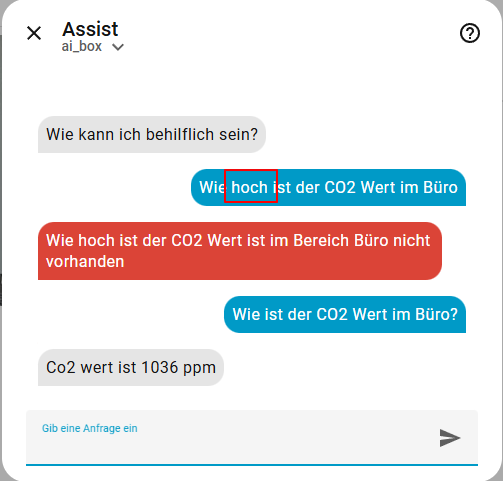 Assist
ai_box
Wie kann ich behilflich sein?
Wie hoch ist der CO2 Wert im Büro
Wie hoch ist der CO2 Wert ist im Bereich Büro nicht
vorhanden
Wie ist der CO2 Wert im Büro?
Co2 wert ist 1036 ppm
Gib eine Anfrage ein